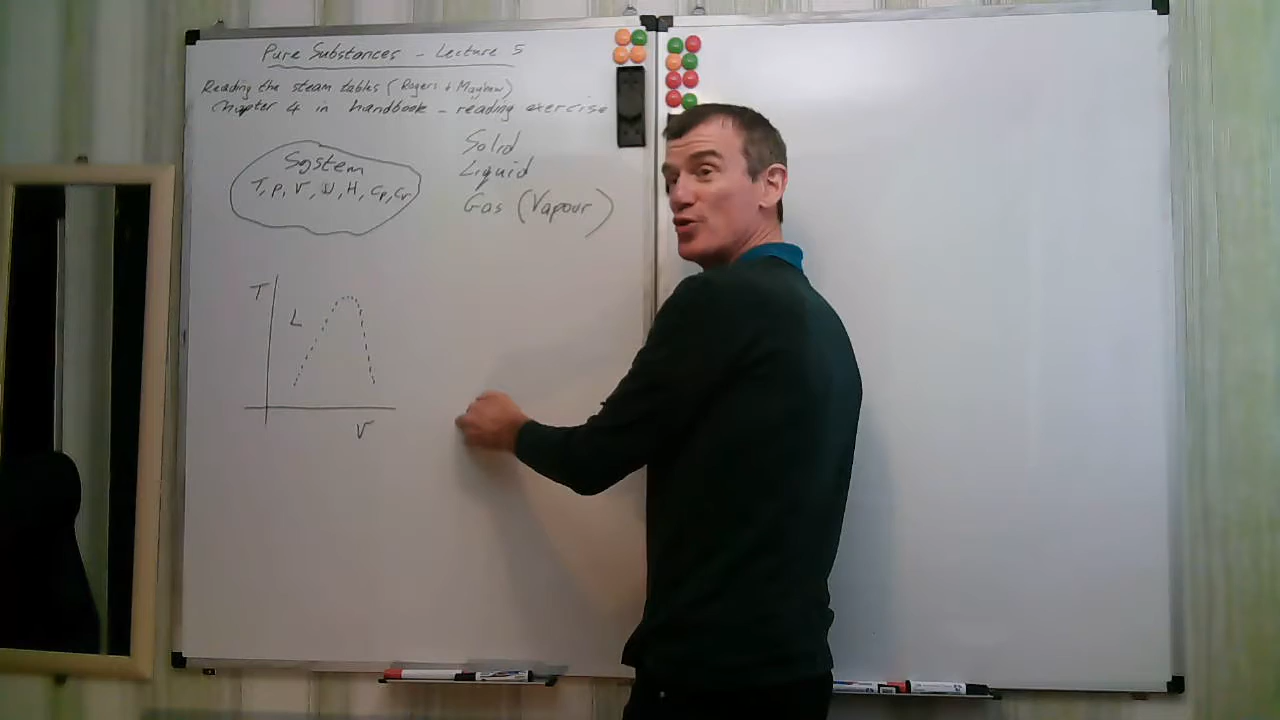 Pure Substances - Lecture 5
Reading the steam tables (Rogers + Mayhew)
Chapter 4 in handbook - reading exercise
System
T, P, V, U, H, Cp, Cv
Solid
Liquid
Gas (Vapour)
T
L
V